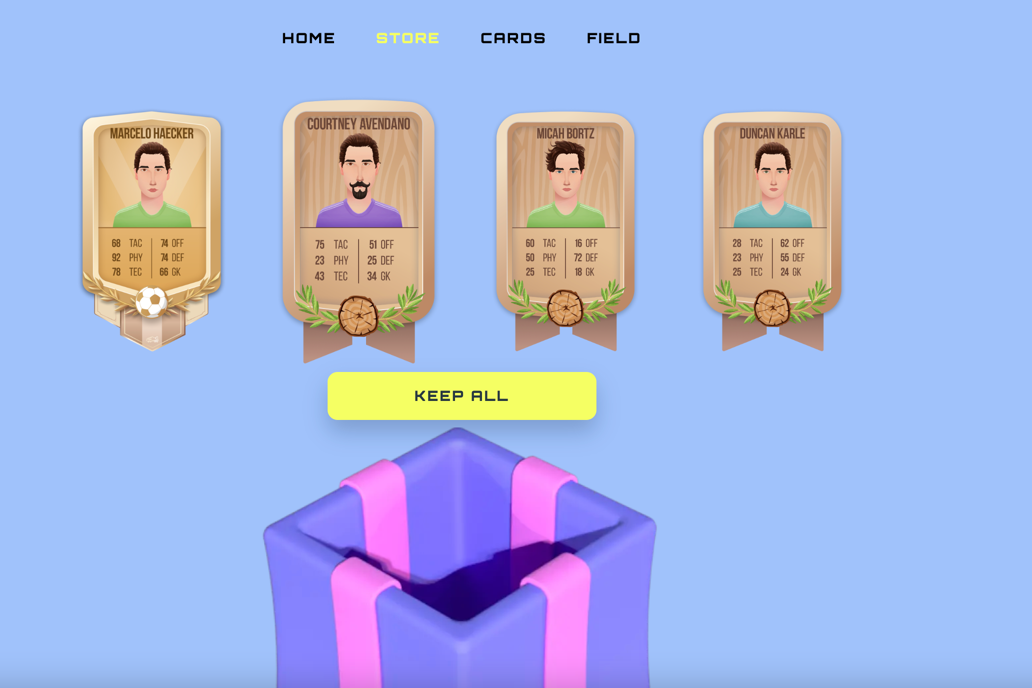 HOME STORE CARDS FIELD
MARCELO HAECKER
68 TAC 74 OFF
92 PHY 74 DEF
78 TEC 66 GK
COURTNEY AVENDANO
75 TAC 51 OFF
23 PHY 25 DEF
43 TEC 34 GK
MICAH BORTZ
60 TAC 16 OFF
50 PHY 72 DEF
25 TEC 18 GK
DUNCAN KARLE
28 TAC 62 OFF
23 PHY 55 DEF
25 TEC 24 GK
KEEP ALL